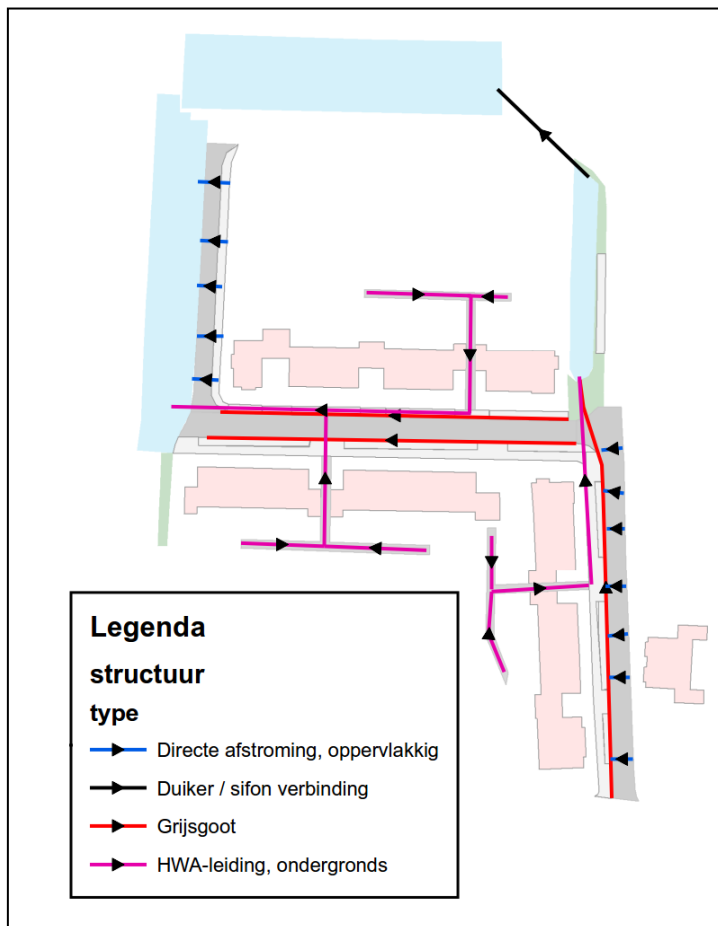 Legenda
structuur
type
Directe afstroming, oppervlakkig
Duiker / sifon verbinding
Grijsgoot
HWA-leiding, ondergronds